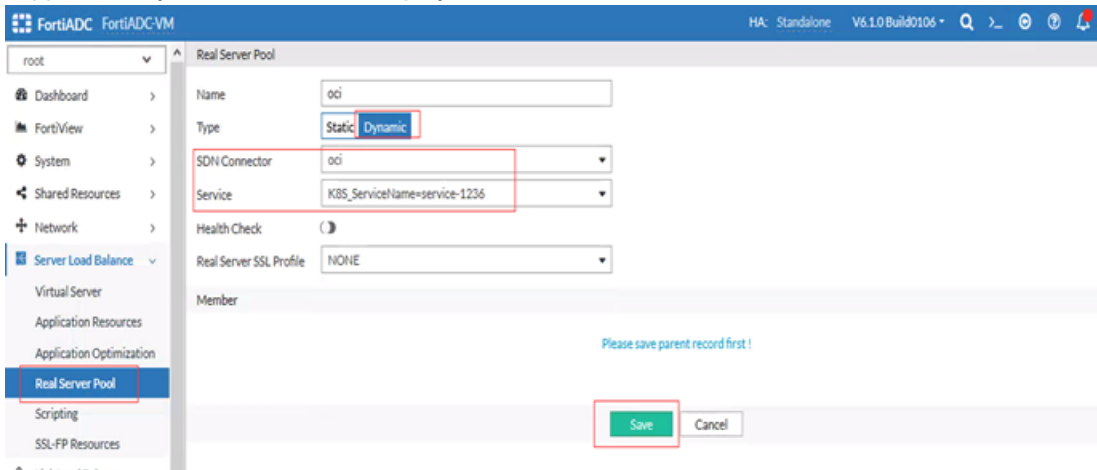 FortiADC FortiADC-VM HA: Standalone V6.1.0 Build0106
root
Dashboard
FortiView
System
Shared Resources
Network
Server Load Balance
Virtual Server
Application Resources
Application Optimization
Real Server Pool
Scripting
SSL-FP Resources
Real Server Pool
Name oci
Type Static Dynamic
SDN Connector oci
Service K8S_ServiceName=service-1236
Health Check
Real Server SSL Profile NONE
Member
Please save parent record first !
Save Cancel